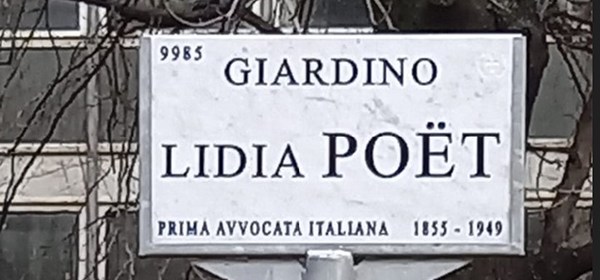 9985
GIARDINO
LIDIA POËT
PRIMA AVVOCATA ITALIANA 1855 - 1949